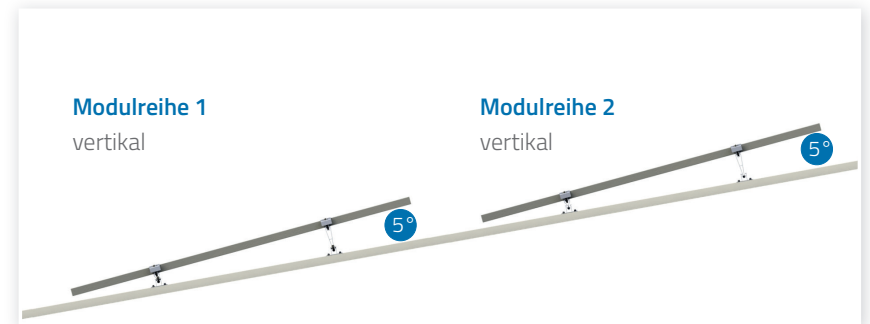 Modulreihe 1
vertikal
Modulreihe 2
vertikal
5°
5°